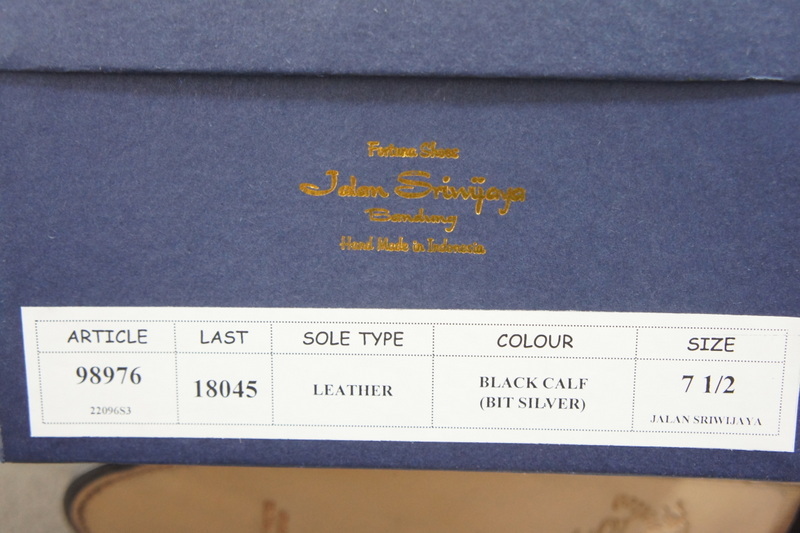 Fortuna Shoes
Jalan Sriwijaya
Bandung
Hand Made in Indonesia
ARTICLE LAST SOLE TYPE COLOUR SIZE
98976 18045 LEATHER BLACK CALF 7 1/2
22096S3 (BIT SILVER) JALAN SRIWIJAYA